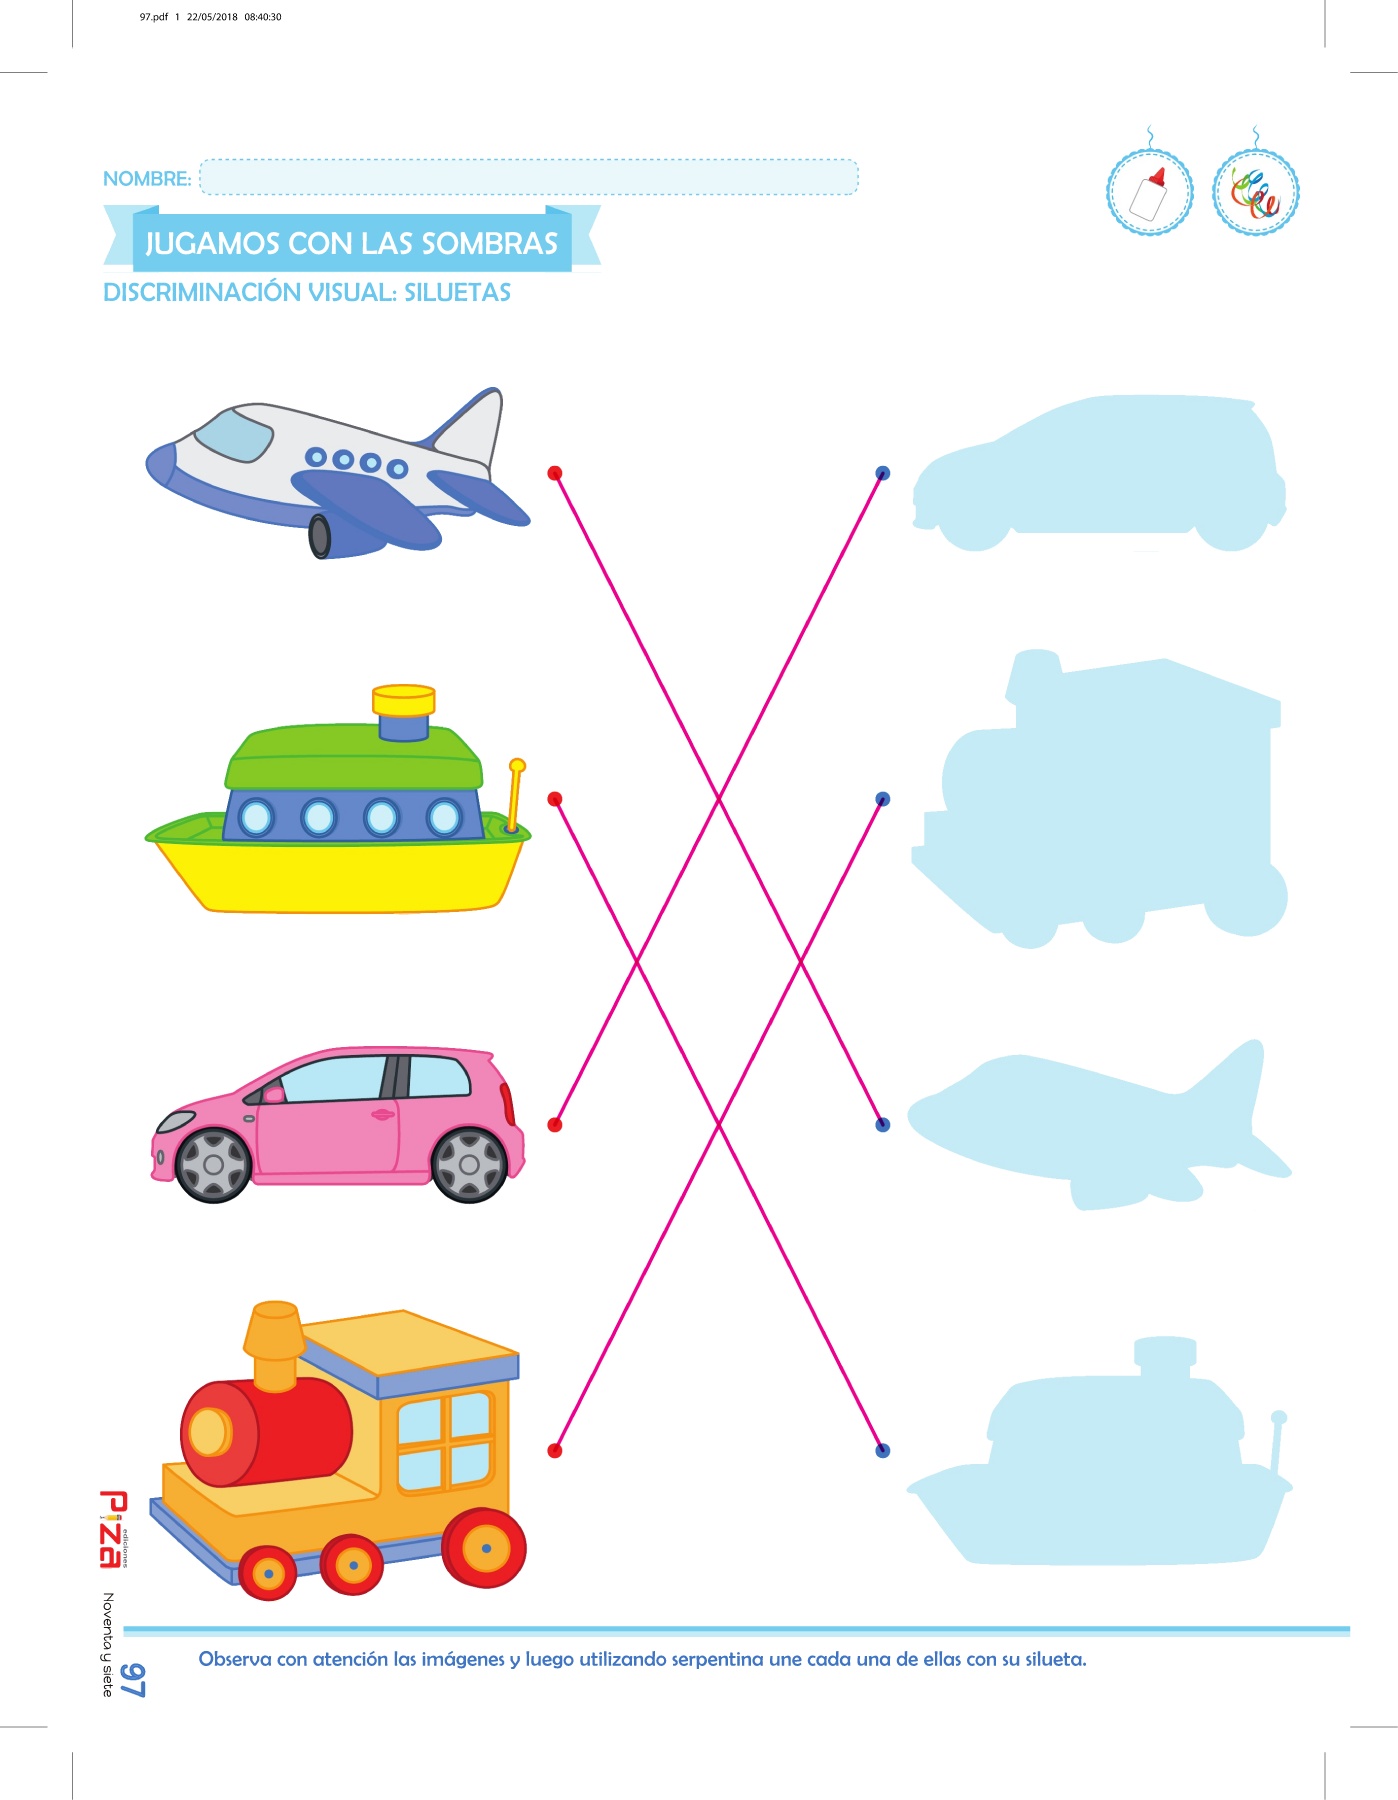 97.pdf 1 22/05/2018 08:40:30
NOMBRE:
JUGAMOS CON LAS SOMBRAS
DISCRIMINACIÓN VISUAL: SILUETAS
Piza
ediciones
Noventa y siete
97
Observa con atención las imágenes y luego utilizando serpentina une cada una de ellas con su silueta.